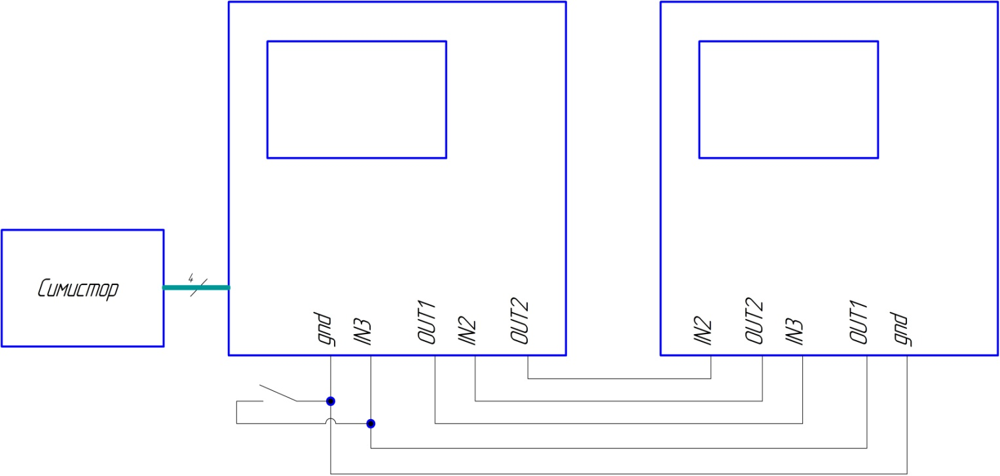 Симистор
4
gnd
IN3
OUT1
IN2
OUT2
IN2
OUT2
IN3
OUT1
gnd